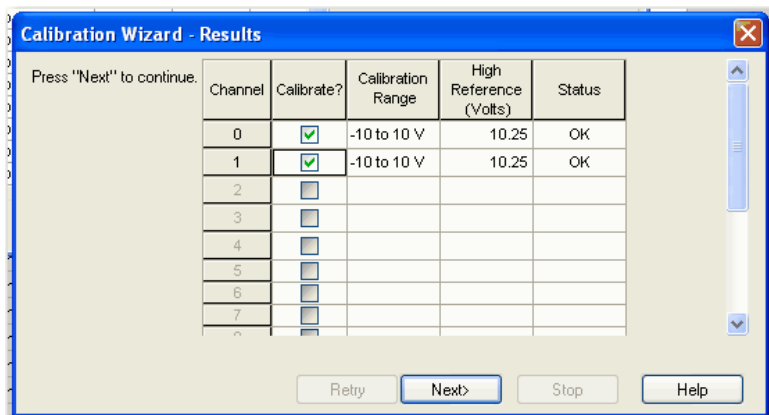 Calibration Wizard - Results
Press "Next" to continue.
Channel Calibrate? Calibration Range High Reference (Volts) Status
0 -10 to 10 V 10.25 OK
1 -10 to 10 V 10.25 OK
2
3
4
5
6
7
Retry Next> Stop Help